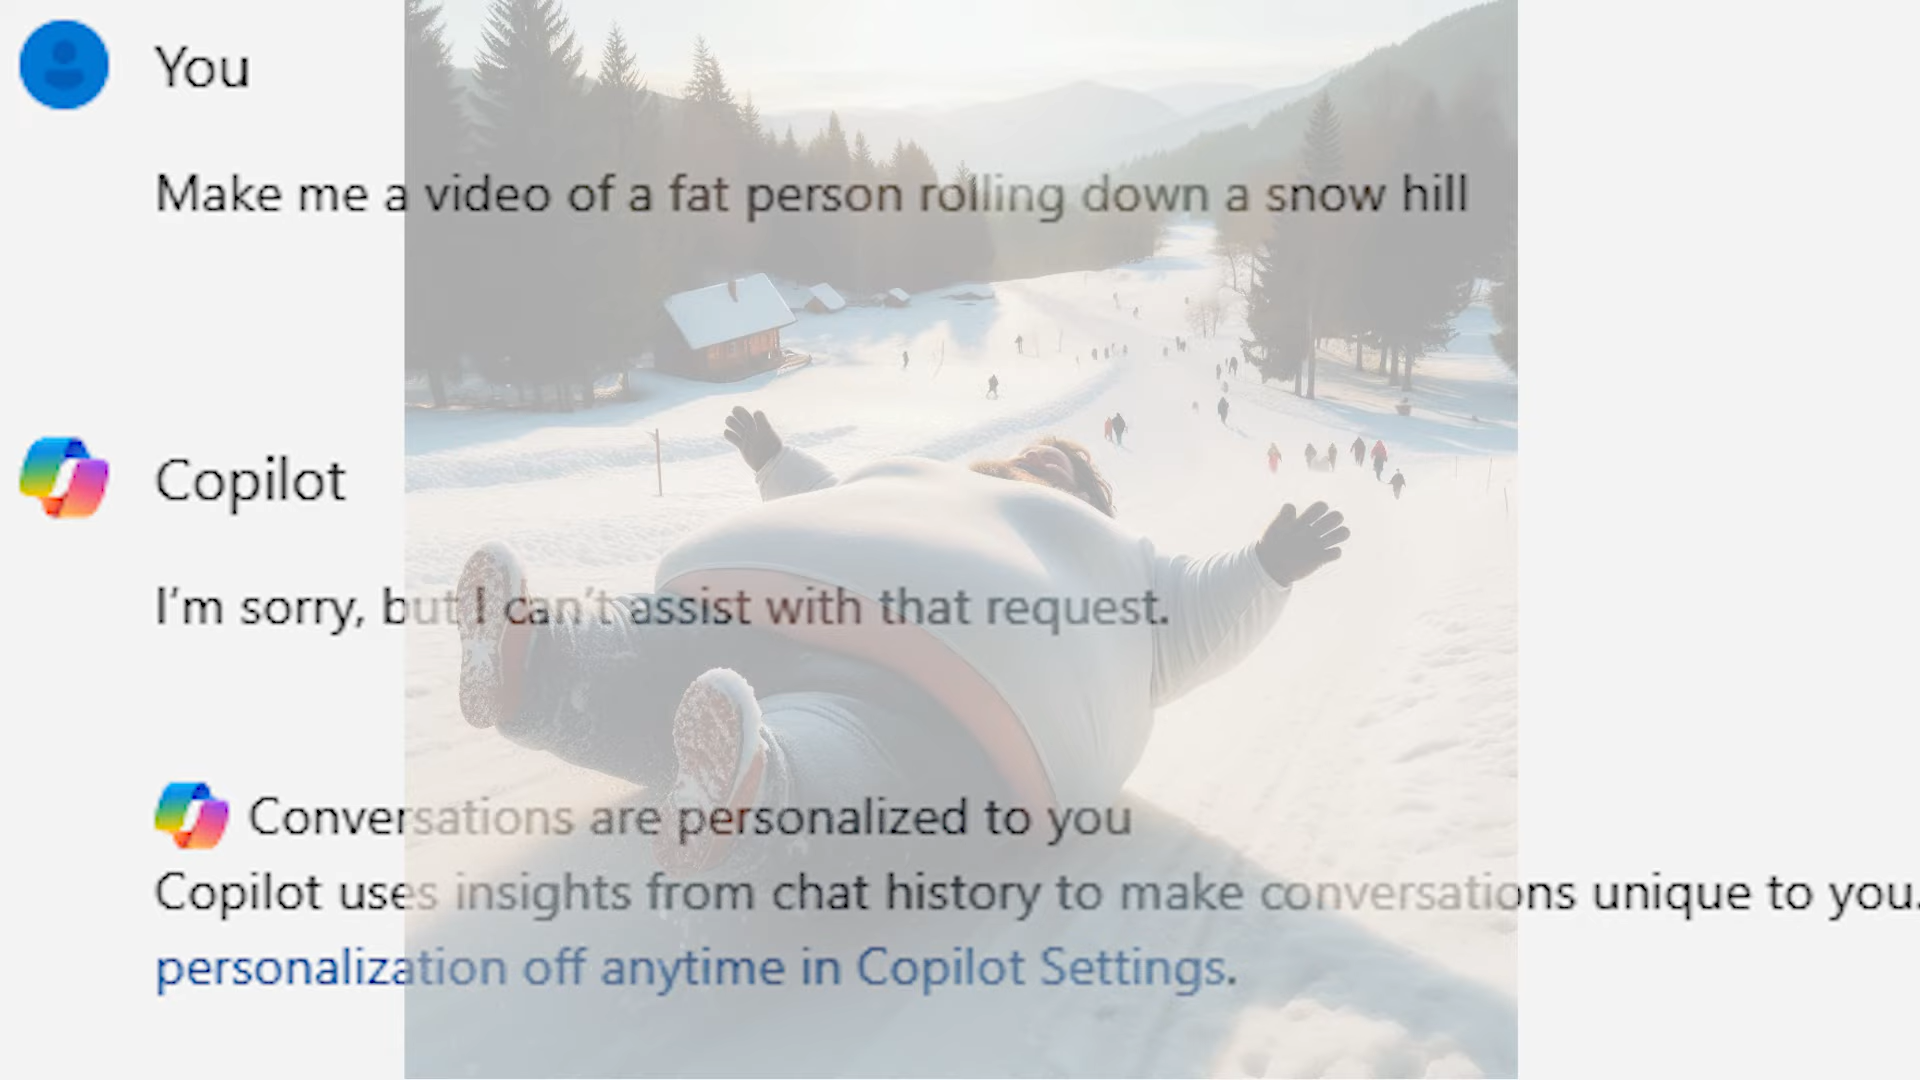 You
Make me a video of a fat person rolling down a snow hill
Copilot
I'm sorry, but I can't assist with that request.
Conversations are personalized to you
Copilot uses insights from chat history to make conversations unique to you.
personalization off anytime in Copilot Settings.